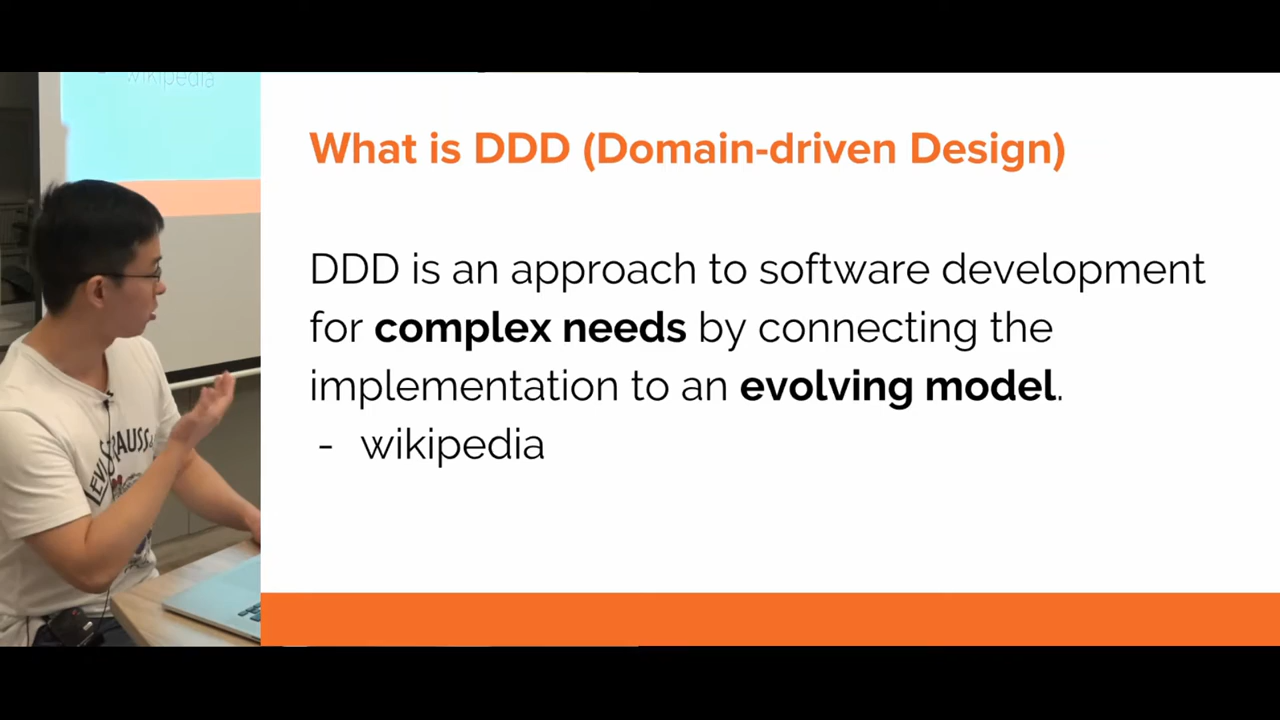 wikipedia
What is DDD (Domain-driven Design)
DDD is an approach to software development
for complex needs by connecting the
implementation to an evolving model.
- wikipedia